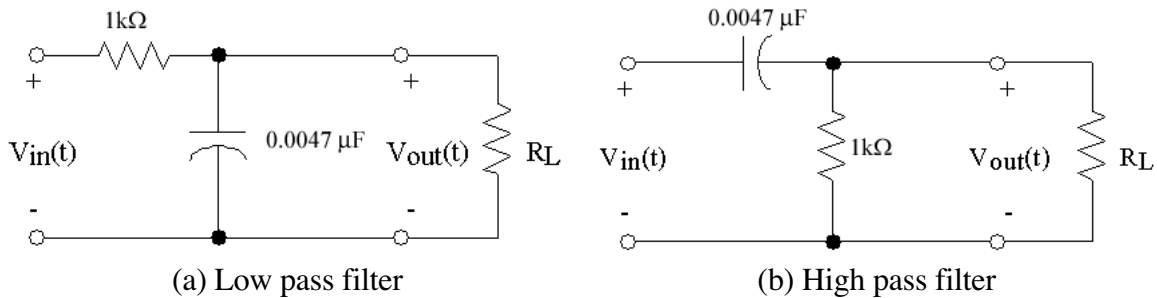 1kΩ
+
Vin(t)
-
0.0047 μF
+
Vout(t)
-
RL
(a) Low pass filter
0.0047 μF
+
Vin(t)
-
1kΩ
+
Vout(t)
-
RL
(b) High pass filter